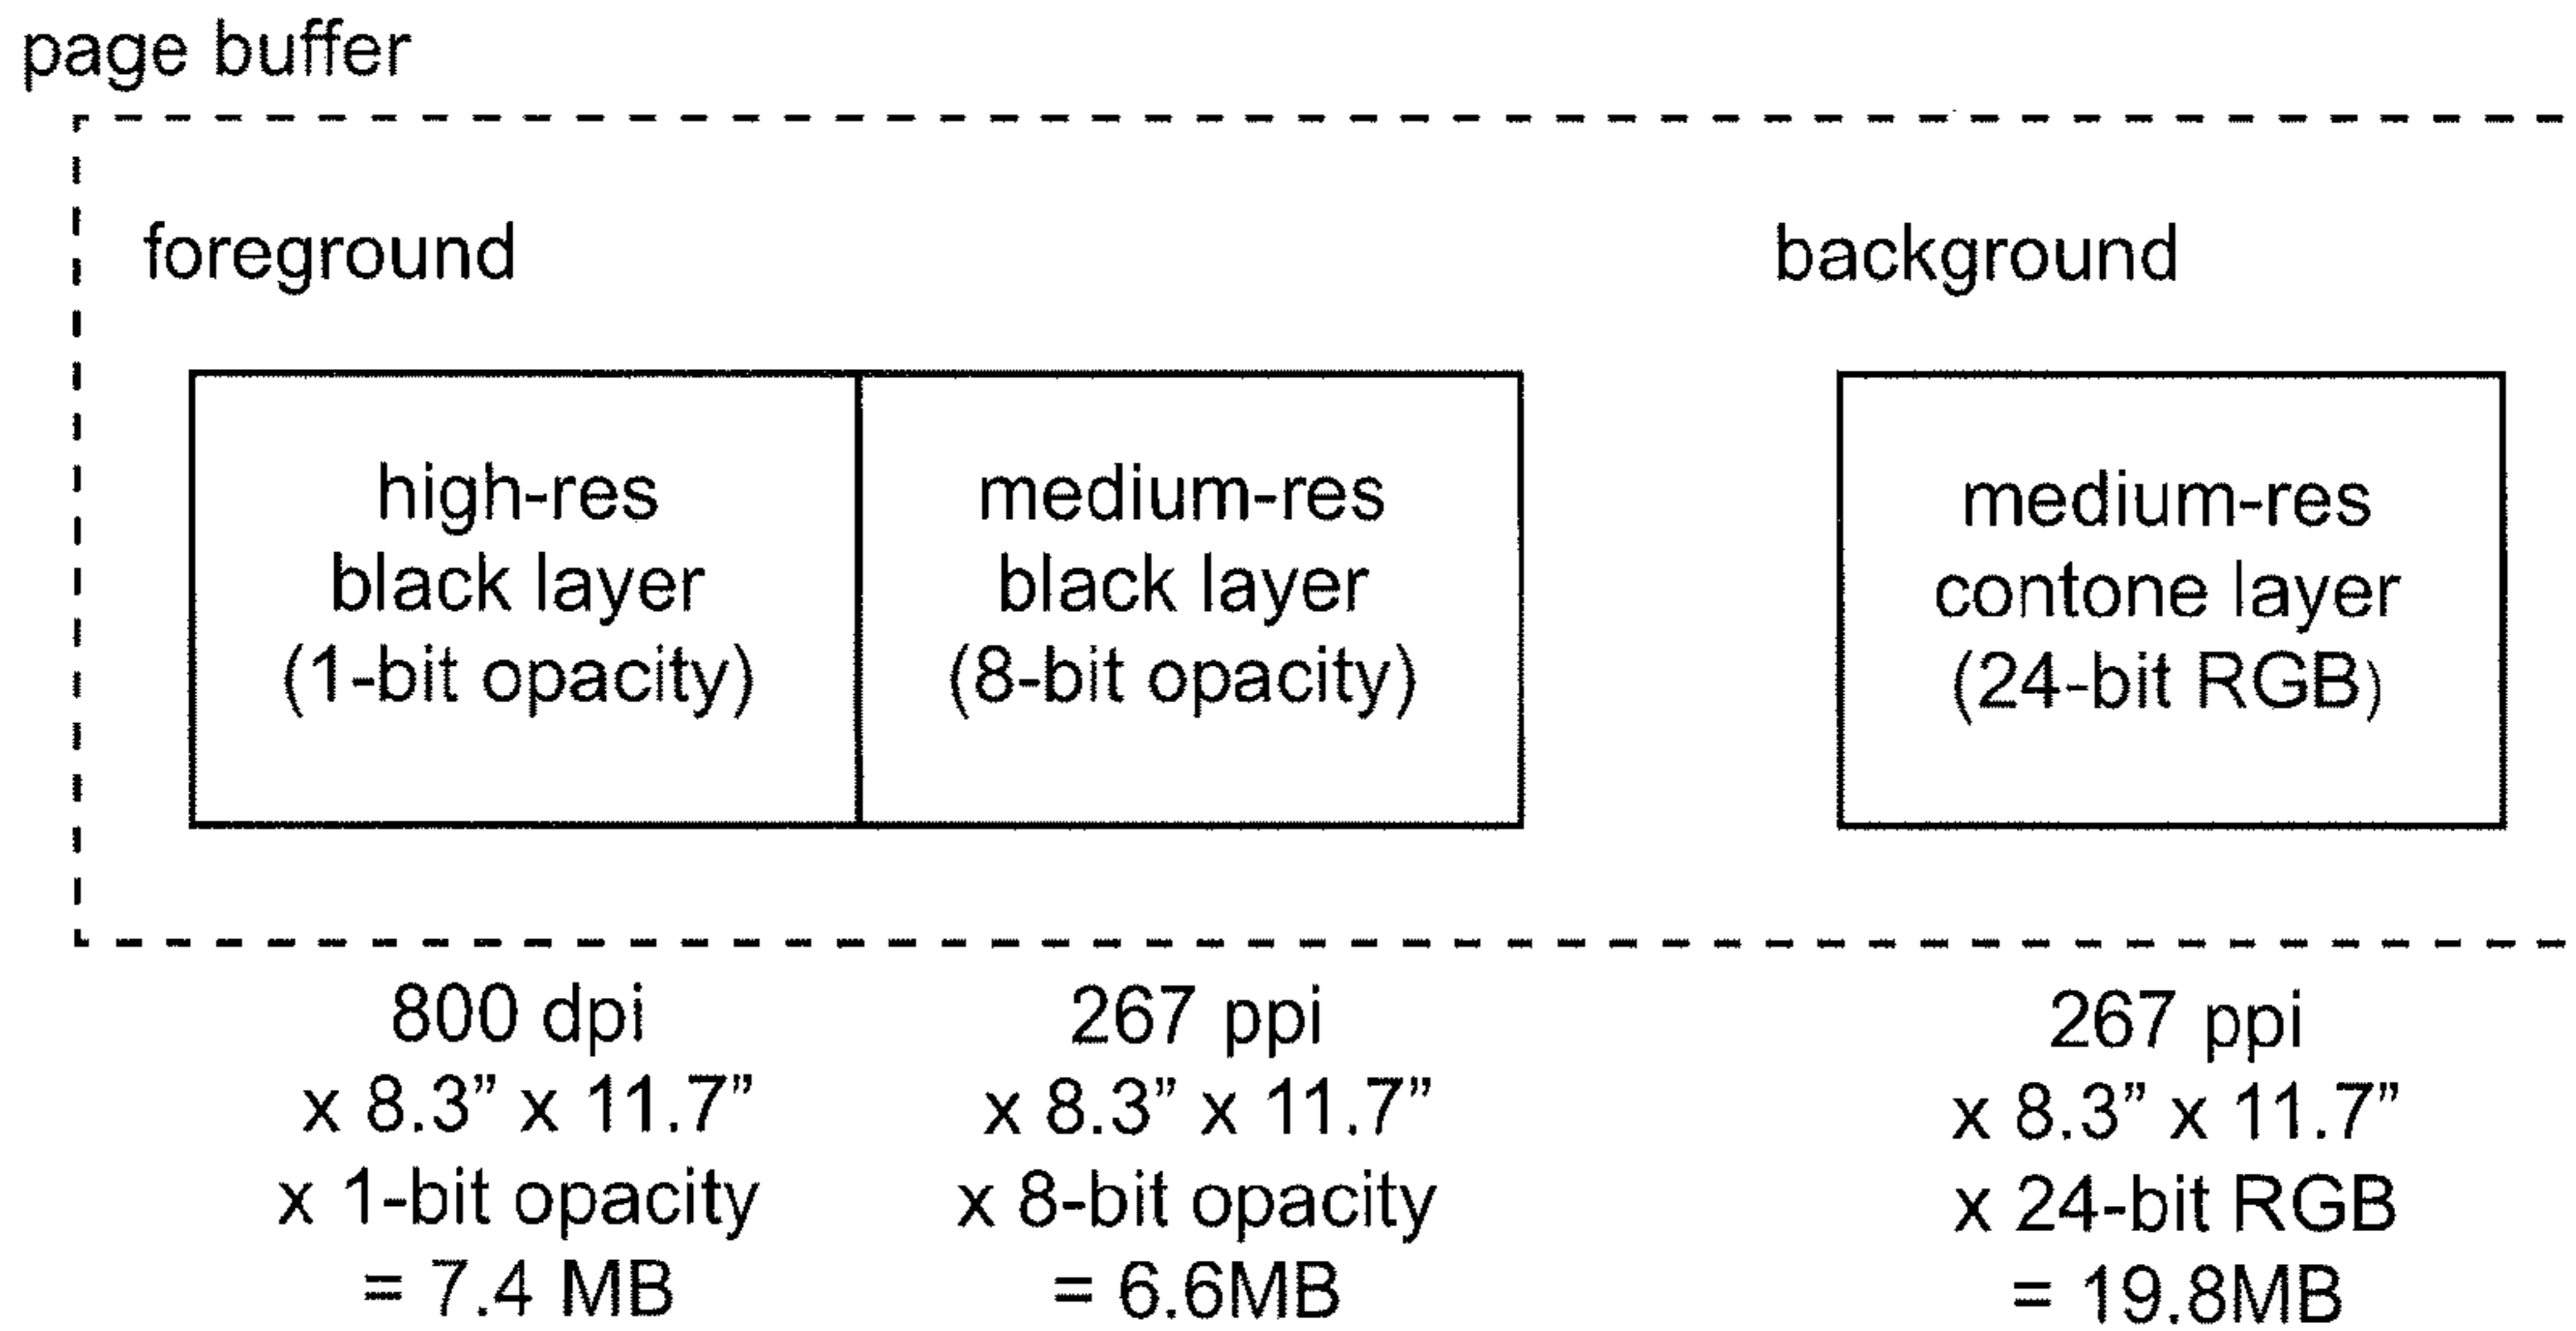 page buffer
foreground
background
high-res
black layer
(1-bit opacity)
medium-res
black layer
(8-bit opacity)
medium-res
contone layer
(24-bit RGB)
800 dpi
x 8.3” x 11.7”
x 1-bit opacity
= 7.4 MB
267 ppi
x 8.3” x 11.7”
x 8-bit opacity
= 6.6MB
267 ppi
x 8.3” x 11.7”
x 24-bit RGB
= 19.8MB